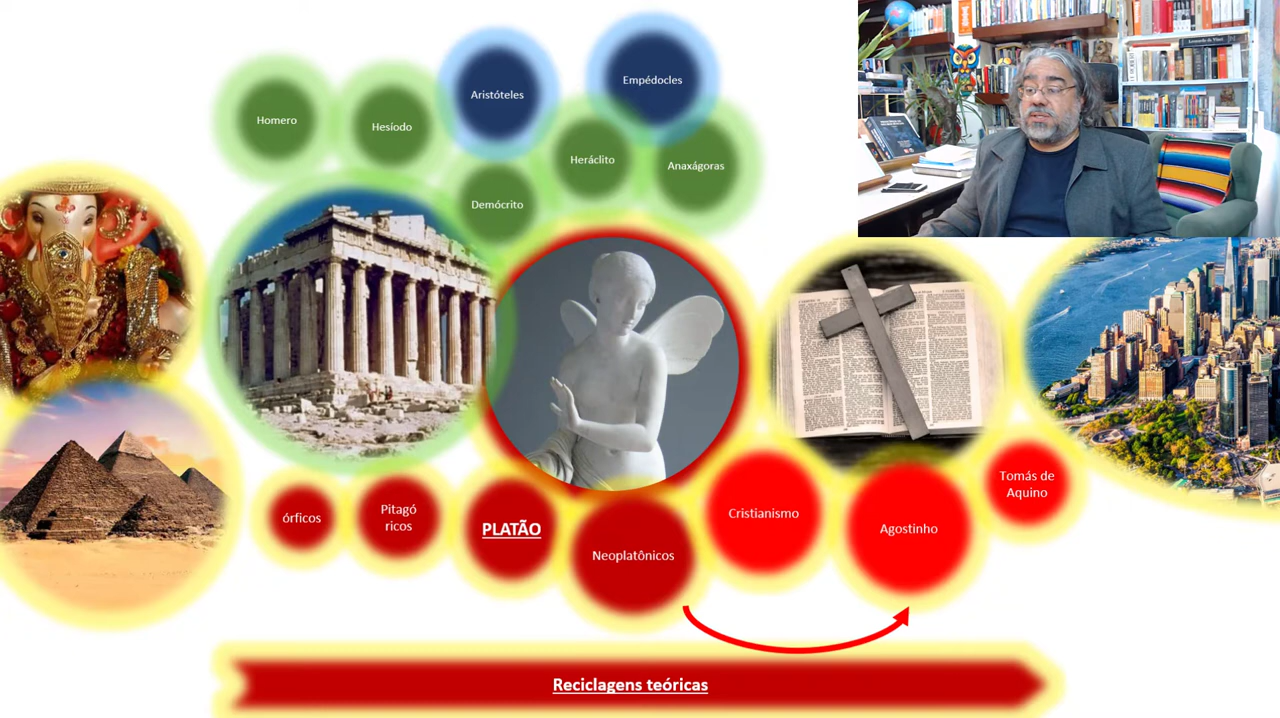 Homero
Hesíodo
Aristóteles
Empédocles
Demócrito
Heráclito
Anaxágoras
órficos
Pitagó
ricos
PLATÃO
Neoplatônicos
Cristianismo
Agostinho
Tomás de
Aquino
Reciclagens teóricas